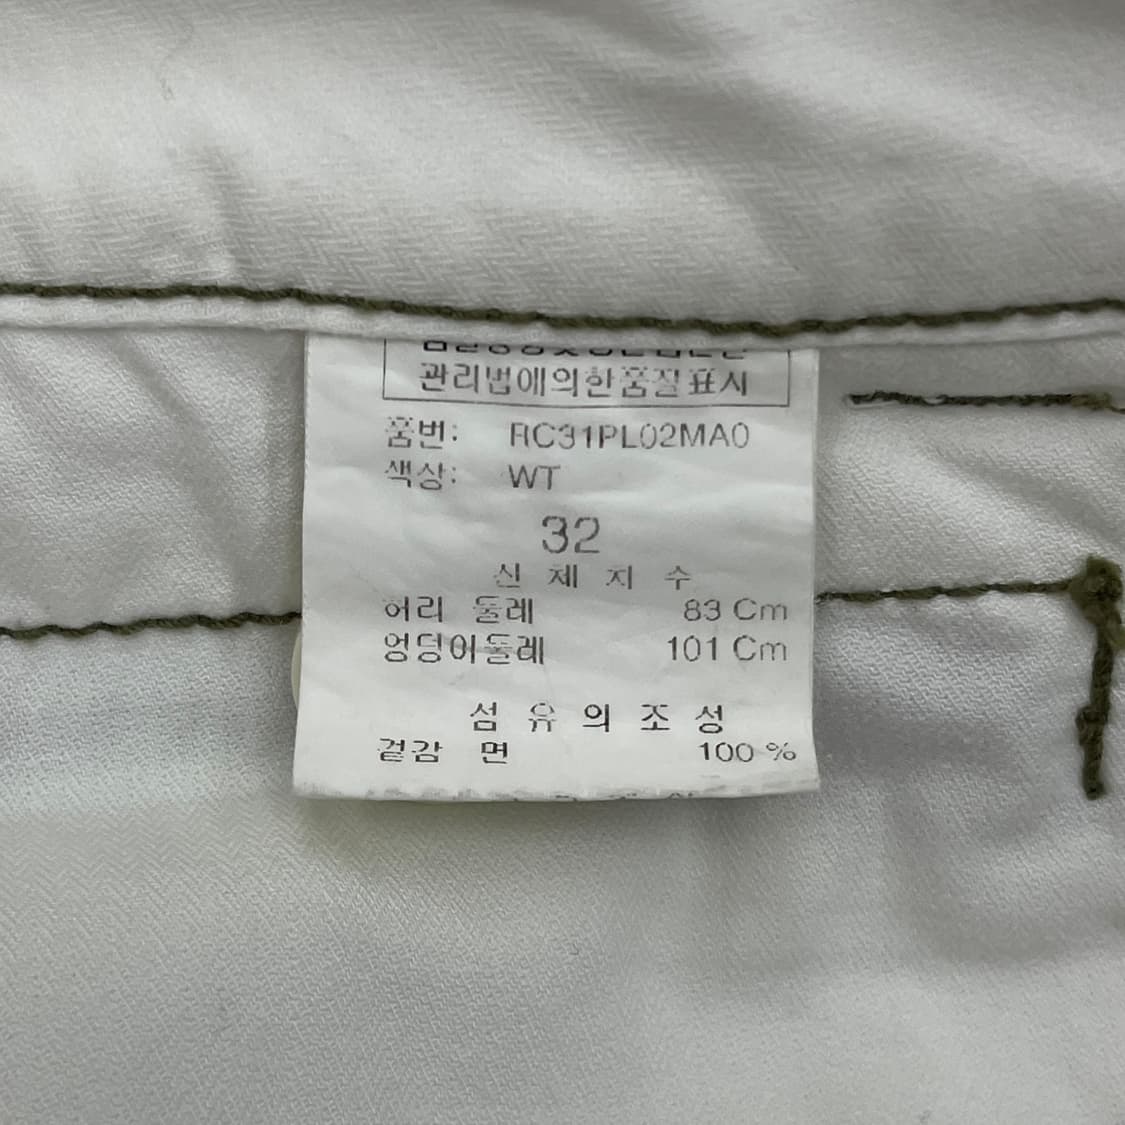 관리법에의한품질표시
품번: RC31PL02MA0
색상: WT
32
신 체 치 수
허리 둘레 83 Cm
엉덩이둘레 101 Cm
섬 유 의 조 성
겉감 면 100 %